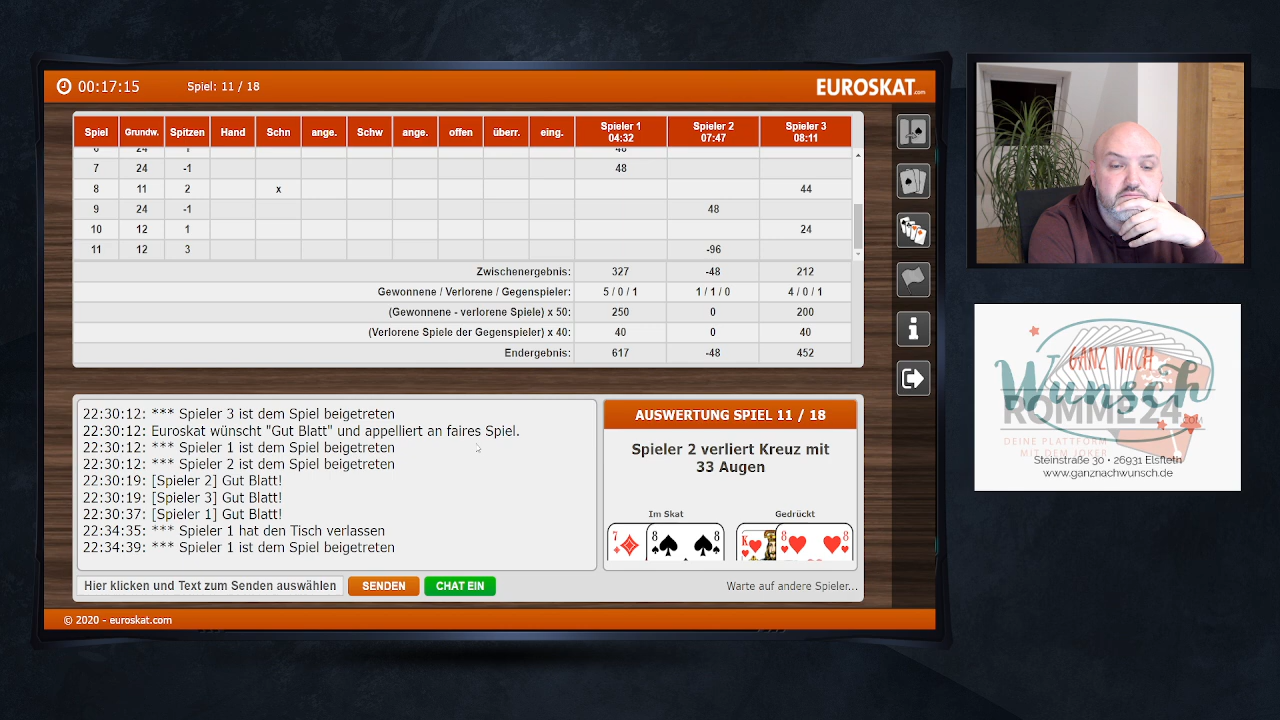 00:17:15 Spiel: 11 / 18 EUROSKAT.com
Spiel Grundw. Spitzen Hand Schn ange. Schw ange. offen überr. eing. Spieler 1 04:32 Spieler 2 07:47 Spieler 3 08:11
7 24 -1 48
8 11 2 x 44
9 24 -1 48
10 12 1 24
11 12 3 -96
Zwischenergebnis: 327 -48 212
Gewonnene / Verlorene / Gegenspieler: 5 / 0 / 1 1 / 1 / 0 4 / 0 / 1
(Gewonnene - verlorene Spiele) x 50: 250 0 200
(Verlorene Spiele der Gegenspieler) x 40: 40 0 40
Endergebnis: 617 -48 452
22:30:12: *** Spieler 3 ist dem Spiel beigetreten
22:30:12: Euroskat wünscht "Gut Blatt" und appelliert an faires Spiel.
22:30:12: *** Spieler 1 ist dem Spiel beigetreten
22:30:12: *** Spieler 2 ist dem Spiel beigetreten
22:30:19: [Spieler 2] Gut Blatt!
22:30:19: [Spieler 3] Gut Blatt!
22:30:37: [Spieler 1] Gut Blatt!
22:34:35: *** Spieler 1 hat den Tisch verlassen
22:34:39: *** Spieler 1 ist dem Spiel beigetreten
Hier klicken und Text zum Senden auswählen SENDEN CHAT EIN
AUSWERTUNG SPIEL 11 / 18
Spieler 2 verliert Kreuz mit
33 Augen
Im Skat Gedrückt
7 8 8 K 8 8
Warte auf andere Spieler...
© 2020 - euroskat.com
GANZ NACH
Wunsch
ROMME24.com
DEINE PLATTFORM
MIT DEM JOKER
Steinstraße 30 • 26931 Elsfleth
www.ganznachwunsch.de